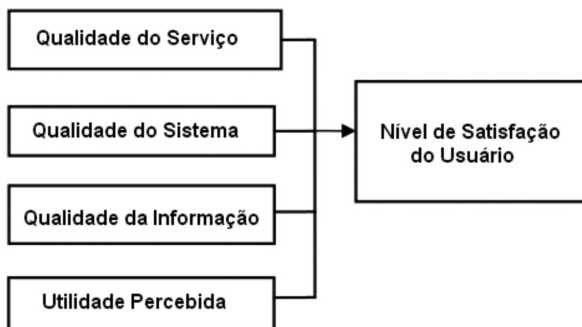 Qualidade do Serviço
Qualidade do Sistema
Nível de Satisfação
do Usuário
Qualidade da Informação
Utilidade Percebida